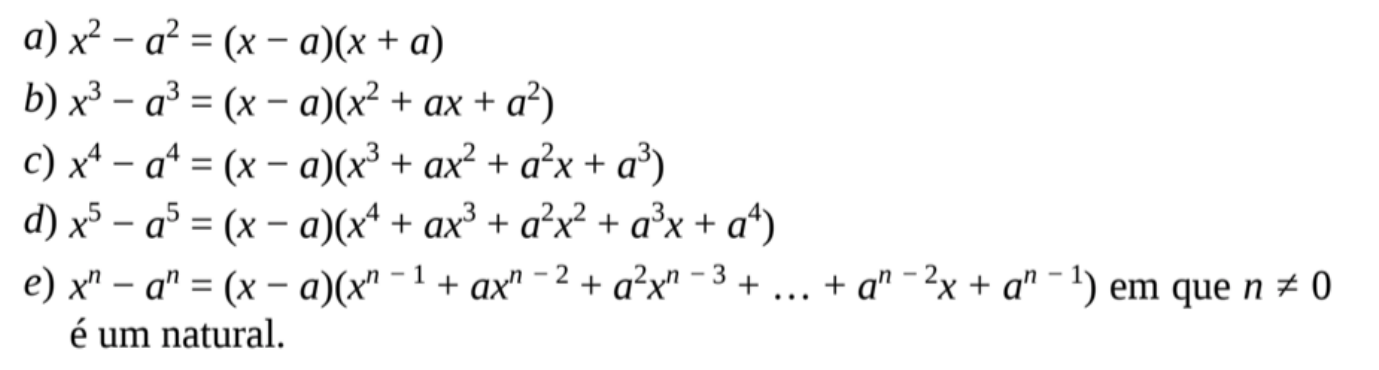 a) x² − a² = (x − a)(x + a)
b) x³ − a³ = (x − a)(x² + ax + a²)
c) x⁴ − a⁴ = (x − a)(x³ + ax² + a²x + a³)
d) x⁵ − a⁵ = (x − a)(x⁴ + ax³ + a²x² + a³x + a⁴)
e) xⁿ − aⁿ = (x − a)(xⁿ ⁻ ¹ + axⁿ ⁻ ² + a²xⁿ ⁻ ³ + … + aⁿ ⁻ ²x + aⁿ ⁻ ¹) em que n ≠ 0
é um natural.